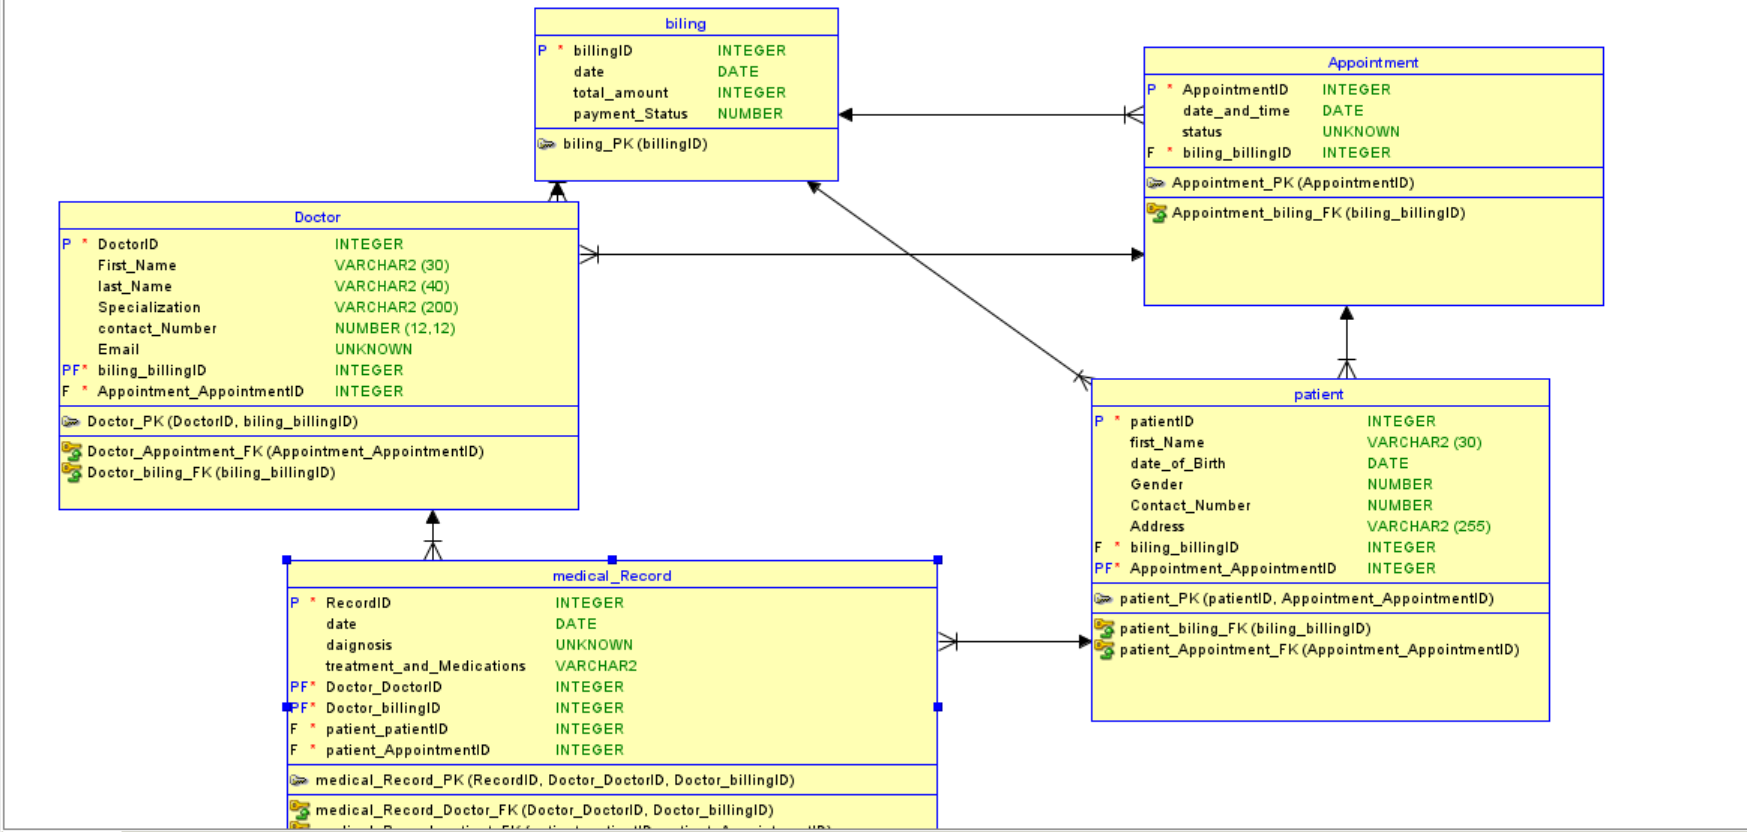 biling
P * billingID INTEGER
date DATE
total_amount INTEGER
payment_Status NUMBER
biling_PK (billingID)
Appointment
P * AppointmentID INTEGER
date_and_time DATE
status UNKNOWN
F * biling_billingID INTEGER
Appointment_PK (AppointmentID)
Appointment_biling_FK (biling_billingID)
Doctor
P * DoctorID INTEGER
First_Name VARCHAR2 (30)
last_Name VARCHAR2 (40)
Specialization VARCHAR2 (200)
contact_Number NUMBER (12,12)
Email UNKNOWN
PF* biling_billingID INTEGER
F * Appointment_AppointmentID INTEGER
Doctor_PK (DoctorID, biling_billingID)
Doctor_Appointment_FK (Appointment_AppointmentID)
Doctor_biling_FK (biling_billingID)
patient
P * patientID INTEGER
first_Name VARCHAR2 (30)
date_of_Birth DATE
Gender NUMBER
Contact_Number NUMBER
Address VARCHAR2 (255)
F * biling_billingID INTEGER
PF* Appointment_AppointmentID INTEGER
patient_PK (patientID, Appointment_AppointmentID)
patient_biling_FK (biling_billingID)
patient_Appointment_FK (Appointment_AppointmentID)
medical_Record
P * RecordID INTEGER
date DATE
daignosis UNKNOWN
treatment_and_Medications VARCHAR2
PF* Doctor_DoctorID INTEGER
PF* Doctor_billingID INTEGER
F * patient_patientID INTEGER
F * patient_AppointmentID INTEGER
medical_Record_PK (RecordID, Doctor_DoctorID, Doctor_billingID)
medical_Record_Doctor_FK (Doctor_DoctorID, Doctor_billingID)